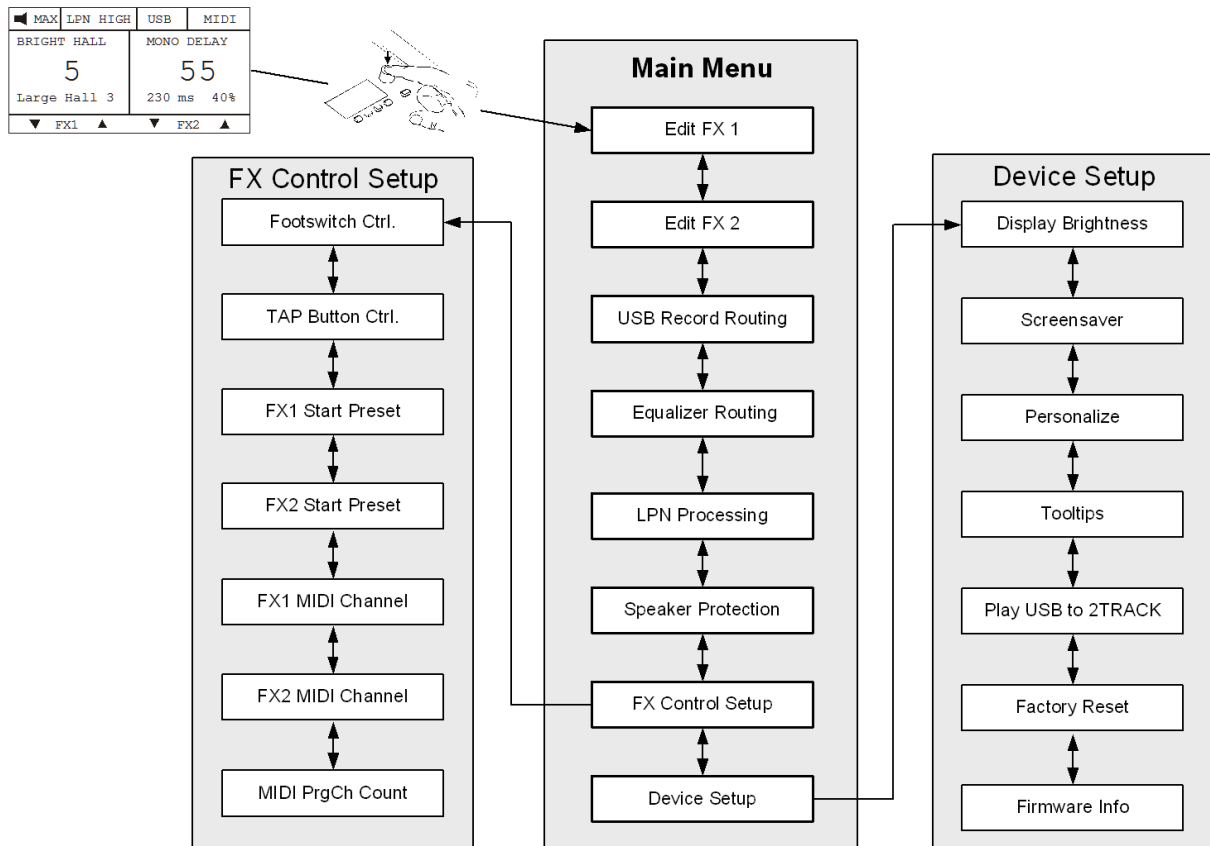 MAX LPN HIGH USB MIDI
BRIGHT HALL MONO DELAY
5 55
Large Hall 3 230 ms 40%
▼ FX1 ▲ ▼ FX2 ▲
Main Menu
Edit FX 1
Edit FX 2
USB Record Routing
Equalizer Routing
LPN Processing
Speaker Protection
FX Control Setup
Device Setup
FX Control Setup
Footswitch Ctrl.
TAP Button Ctrl.
FX1 Start Preset
FX2 Start Preset
FX1 MIDI Channel
FX2 MIDI Channel
MIDI PrgCh Count
Device Setup
Display Brightness
Screensaver
Personalize
Tooltips
Play USB to 2TRACK
Factory Reset
Firmware Info